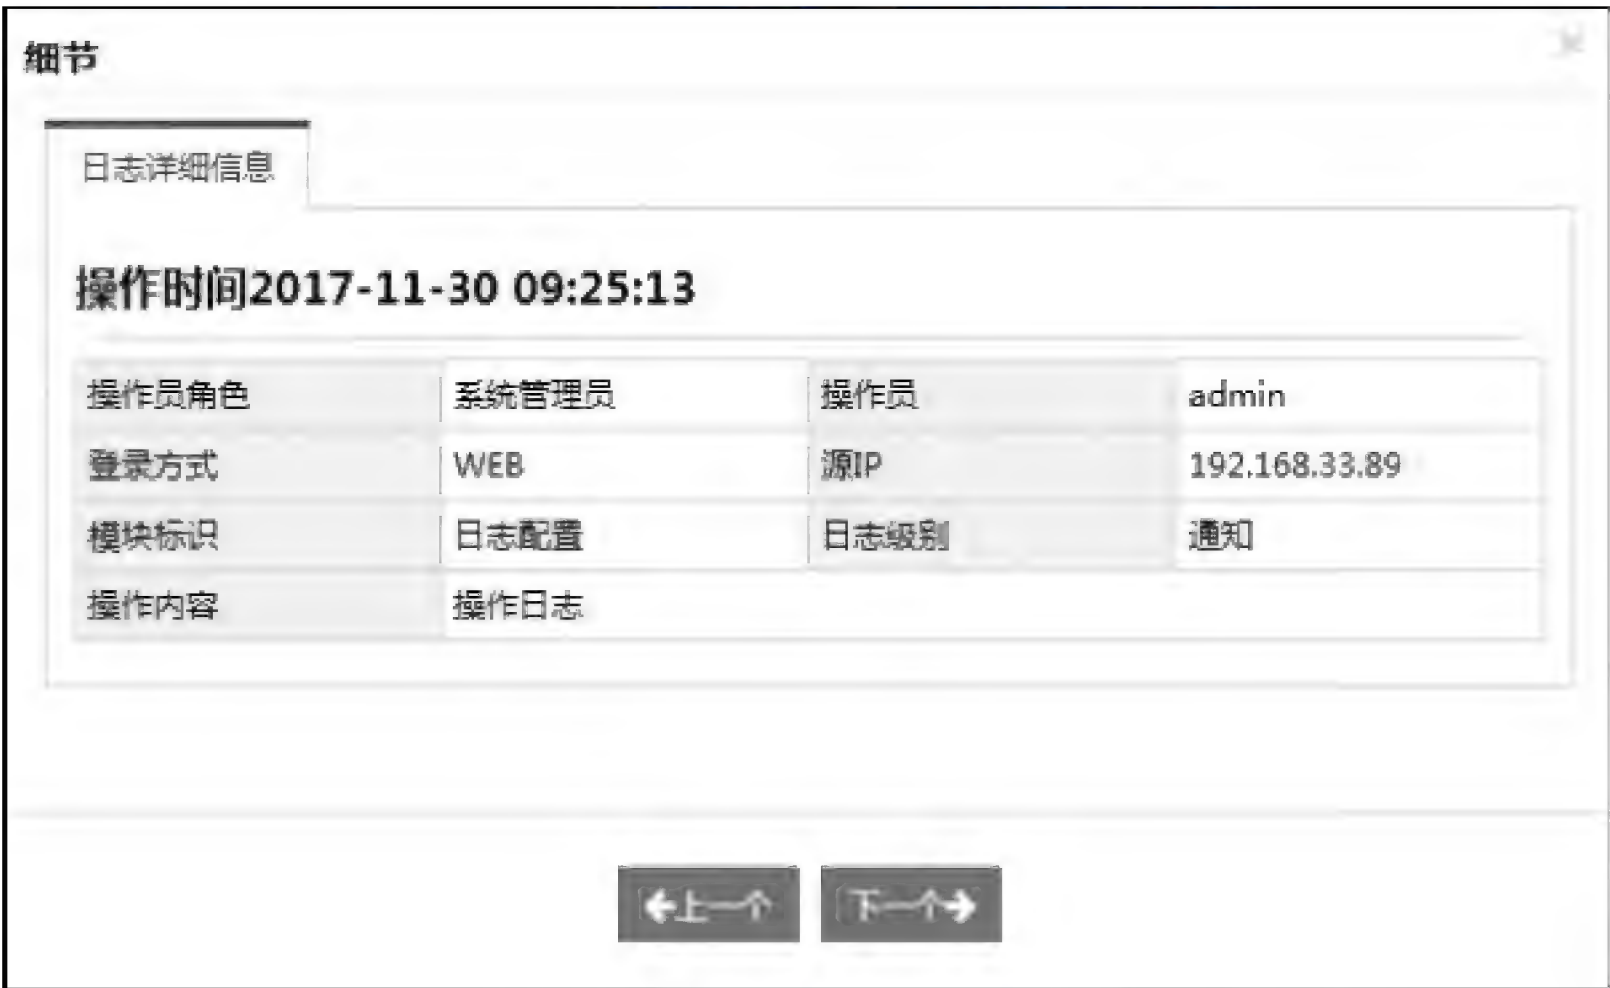 细节
日志详细信息
操作时间2017-11-30 09:25:13
操作员角色 系统管理员 操作员 admin
登录方式 WEB 源IP 192.168.33.89
模块标识 日志配置 日志级别 通知
操作内容 操作日志
←上一个 下一个→